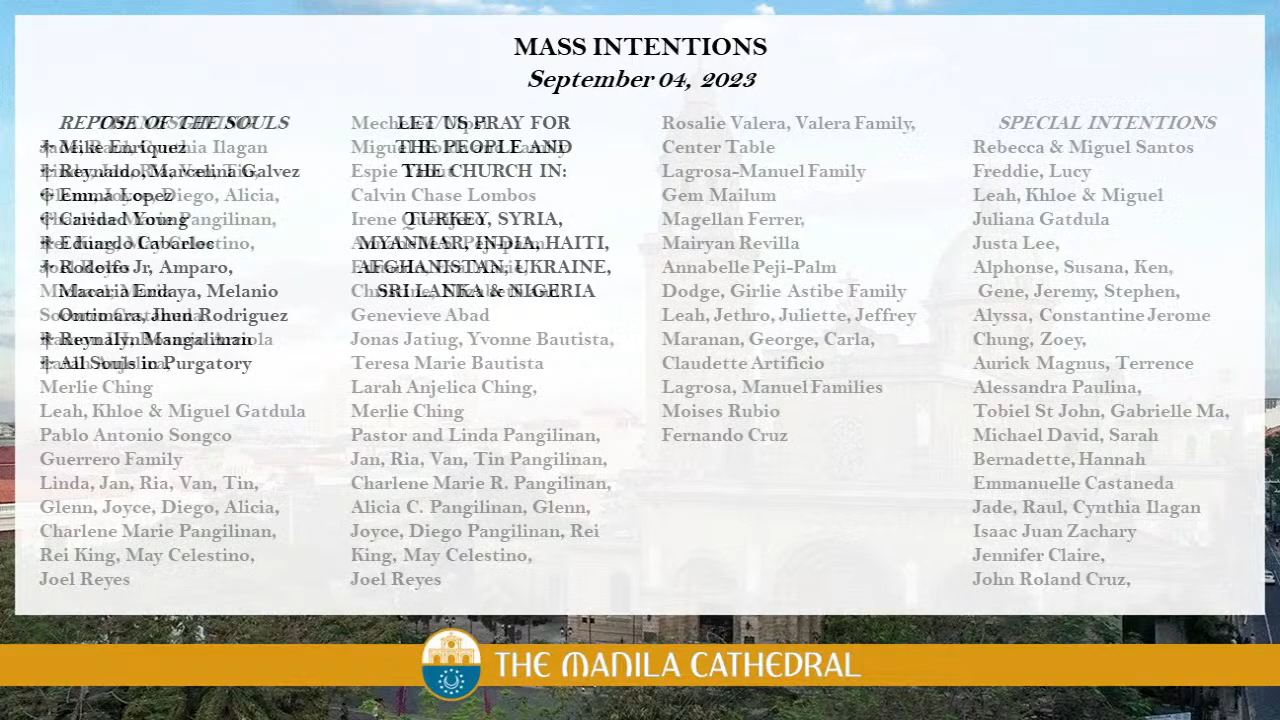 MASS INTENTIONS
September 04, 2023
REPOSE OF THE SOULS
Mike Enriquez
Reynaldo, Marcelina Galvez
Emma Lopez
Caridad Young
Eduardo Cabarles
Rodolfo Jr, Amparo,
Macaria Endaya, Melanio
Ontimara, Jhun Rodriguez
Reynally, Mangalimzio
All Souls in Purgatory
Merlie Ching
Leah, Khloe & Miguel Gatdula
Pablo Antonio Songco
Guerrero Family
Linda, Jan, Ria, Van, Tin,
Glenn, Joyce, Diego, Alicia,
Charlene Marie Pangilinan,
Rei King, May Celestino,
Joel Reyes
LET US PRAY FOR
THE PEOPLE AND
THE CHURCH IN:
TURKEY, SYRIA,
MYANMAR, INDIA, HAITI,
AFGHANISTAN, UKRAINE,
SRI LANKA & NIGERIA
Calvin Chase Lombos
Genevieve Abad
Jonas Jatiug, Yvonne Bautista,
Teresa Marie Bautista
Larah Anjelica Ching,
Merlie Ching
Pastor and Linda Pangilinan,
Jan, Ria, Van, Tin Pangilinan,
Charlene Marie R. Pangilinan,
Alicia C. Pangilinan, Glenn,
Joyce, Diego Pangilinan, Rei
King, May Celestino,
Joel Reyes
Rosalie Valera, Valera Family,
Center Table
Lagrosa-Manuel Family
Gem Mailum
Magellan Ferrer,
Mairyan Revilla
Annabelle Peji-Palm
Dodge, Girlie Astibe Family
Leah, Jethro, Juliette, Jeffrey
Maranan, George, Carla,
Claudette Artificio
Lagrosa, Manuel Families
Moises Rubio
Fernando Cruz
SPECIAL INTENTIONS
Rebecca & Miguel Santos
Freddie, Lucy
Leah, Khloe & Miguel
Juliana Gatdula
Justa Lee,
Alphonse, Susana, Ken,
Gene, Jeremy, Stephen,
Alyssa, Constantine Jerome
Chung, Zoey,
Aurick Magnus, Terrence
Alessandra Paulina,
Tobiel St John, Gabrielle Ma,
Michael David, Sarah
Bernadette, Hannah
Emmanuelle Castaneda
Jade, Raul, Cynthia Ilagan
Isaac Juan Zachary
Jennifer Claire,
John Roland Cruz,
THE MANILA CATHEDRAL